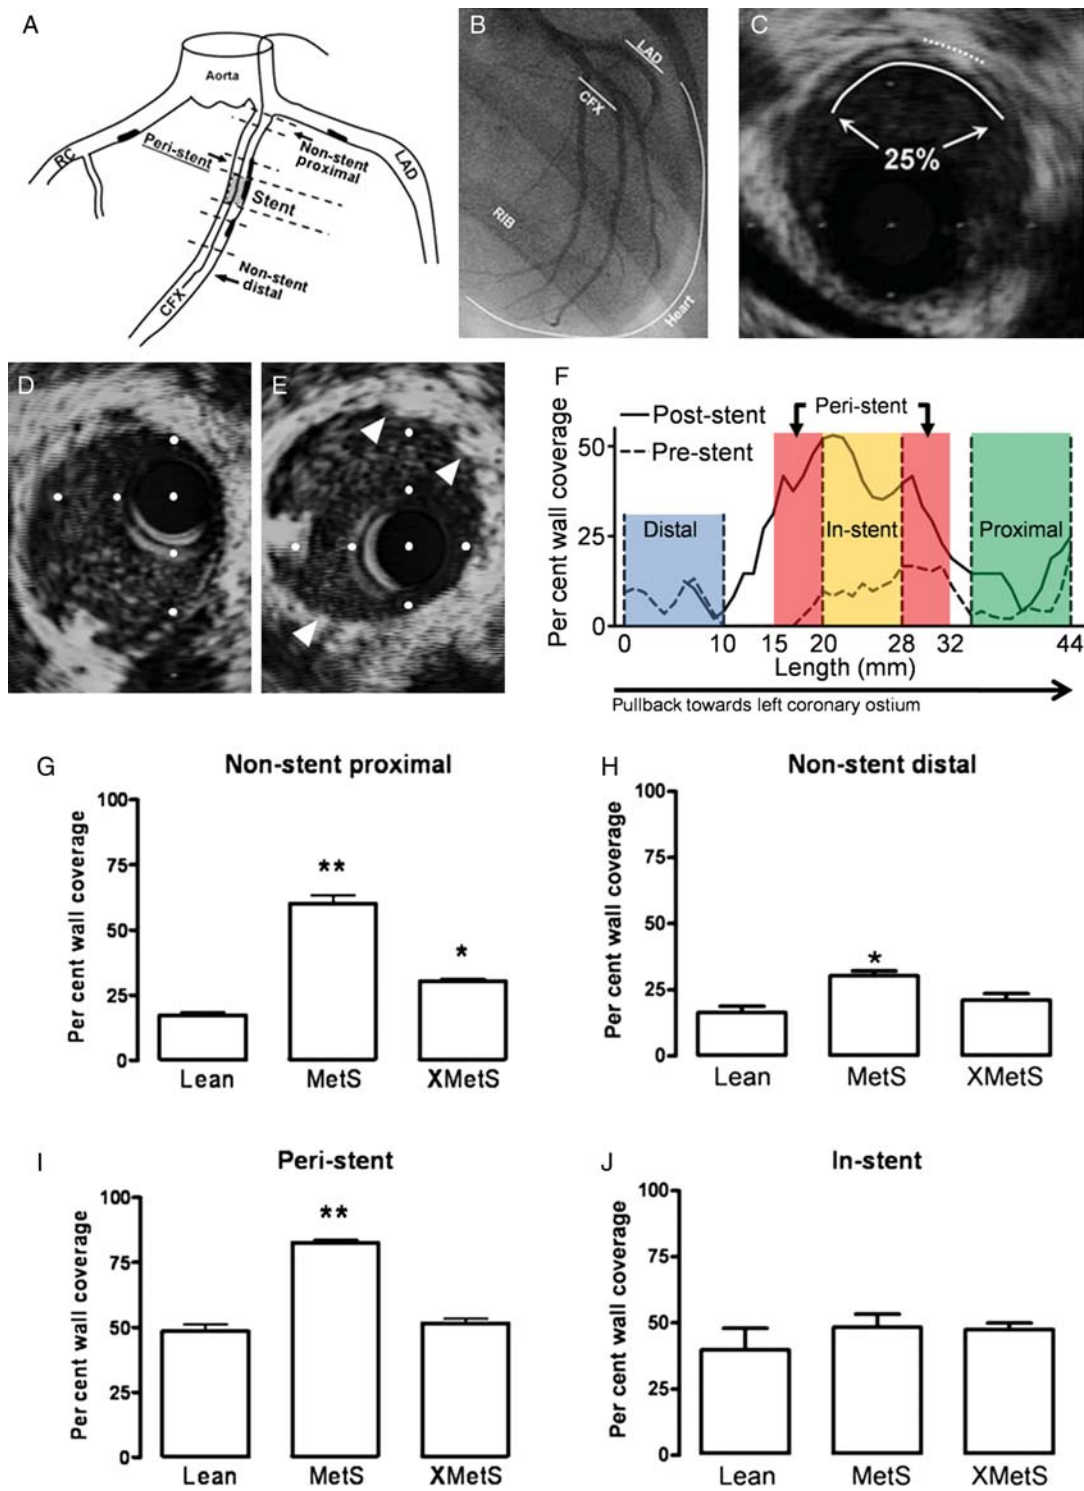 A
Aorta
RC
Peri-stent
Non-stent
proximal
LAD
Stent
Non-stent
distal
CFX
B
LAD
CFX
RIB
Heart
C
25%
D
E
F
Post-stent
Pre-stent
Peri-stent
Per cent wall coverage
50
25
0
Distal
In-stent
Proximal
0 10 15 20 28 32 44
Length (mm)
Pullback towards left coronary ostium
G
Non-stent proximal
Per cent wall coverage
100
75
50
25
0
**
*
Lean MetS XMetS
H
Non-stent distal
Per cent wall coverage
100
75
50
25
0
*
Lean MetS XMetS
I
Peri-stent
Per cent wall coverage
100
75
50
25
0
**
Lean MetS XMetS
J
In-stent
Per cent wall coverage
100
75
50
25
0
Lean MetS XMetS